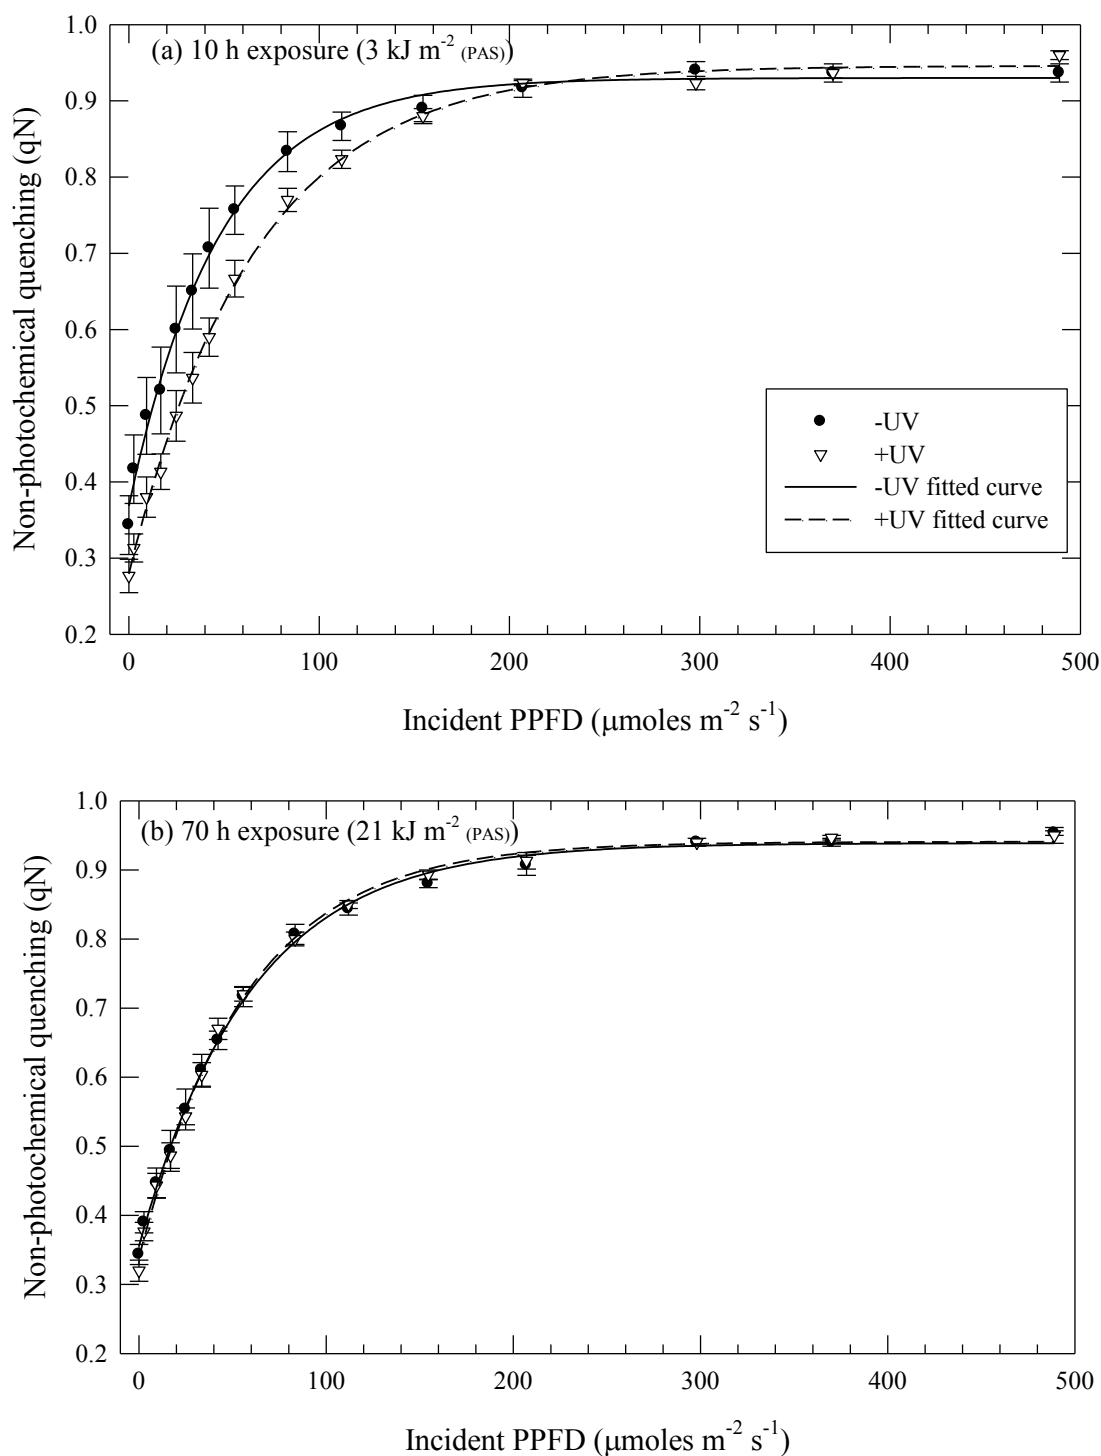 (a) 10 h exposure (3 kJ m-2 (PAS))
Non-photochemical quenching (qN)
1.0
0.9
0.8
0.7
0.6
0.5
0.4
0.3
0.2
-UV
+UV
-UV fitted curve
+UV fitted curve
0 100 200 300 400 500
Incident PPFD (μmoles m-2 s-1)
(b) 70 h exposure (21 kJ m-2 (PAS))
Non-photochemical quenching (qN)
1.0
0.9
0.8
0.7
0.6
0.5
0.4
0.3
0.2
0 100 200 300 400 500
Incident PPFD (μmoles m-2 s-1)